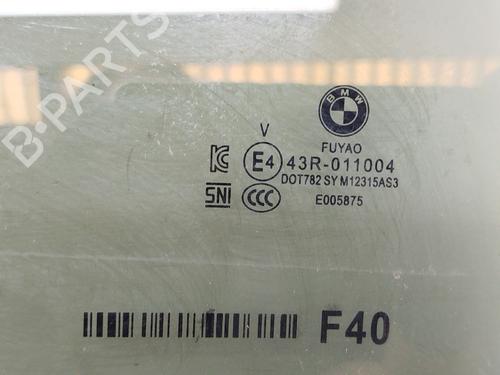 B-PARTS
BMW
FUYAO
V
E4 43R-011004
DOT782 SY M12315AS3
SNI CCC E005875
F40